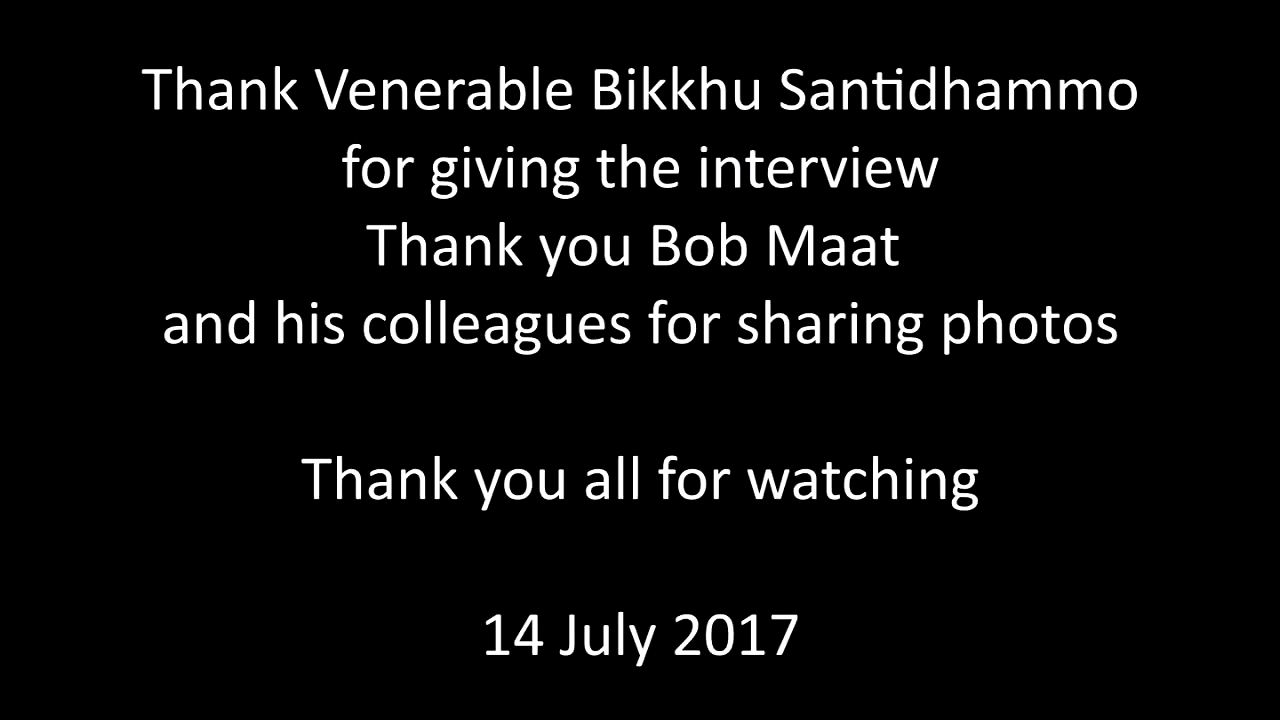 Thank Venerable Bikkhu Santidhammo
for giving the interview
Thank you Bob Maat
and his colleagues for sharing photos
Thank you all for watching
14 July 2017